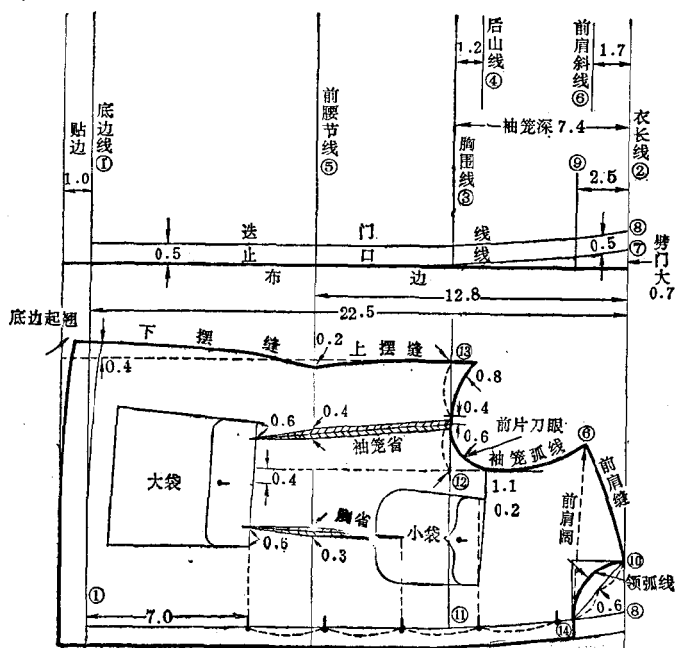 后山线④
1.2
前肩斜线⑥
1.7
底边线①
贴边
1.0
前腰节线⑤
袖笼深7.4
胸围线③
衣长线②
⑨
2.5
迭门线
⑧
0.5
止口线
0.5
⑦
劈门大
0.7
布边
12.8
22.5
底边起翘
下摆缝
0.2
上摆缝
⑬
0.4
0.8
0.6
0.4
0.4
前片刀眼
袖笼省
0.6
袖笼弧线
⑥
大袋
0.4
⑫
1.1
0.2
前肩阔
前肩缝
胸省
小袋
0.6
0.3
⑩
领弧线
①
7.0
⑪
0.6
⑧
⑭